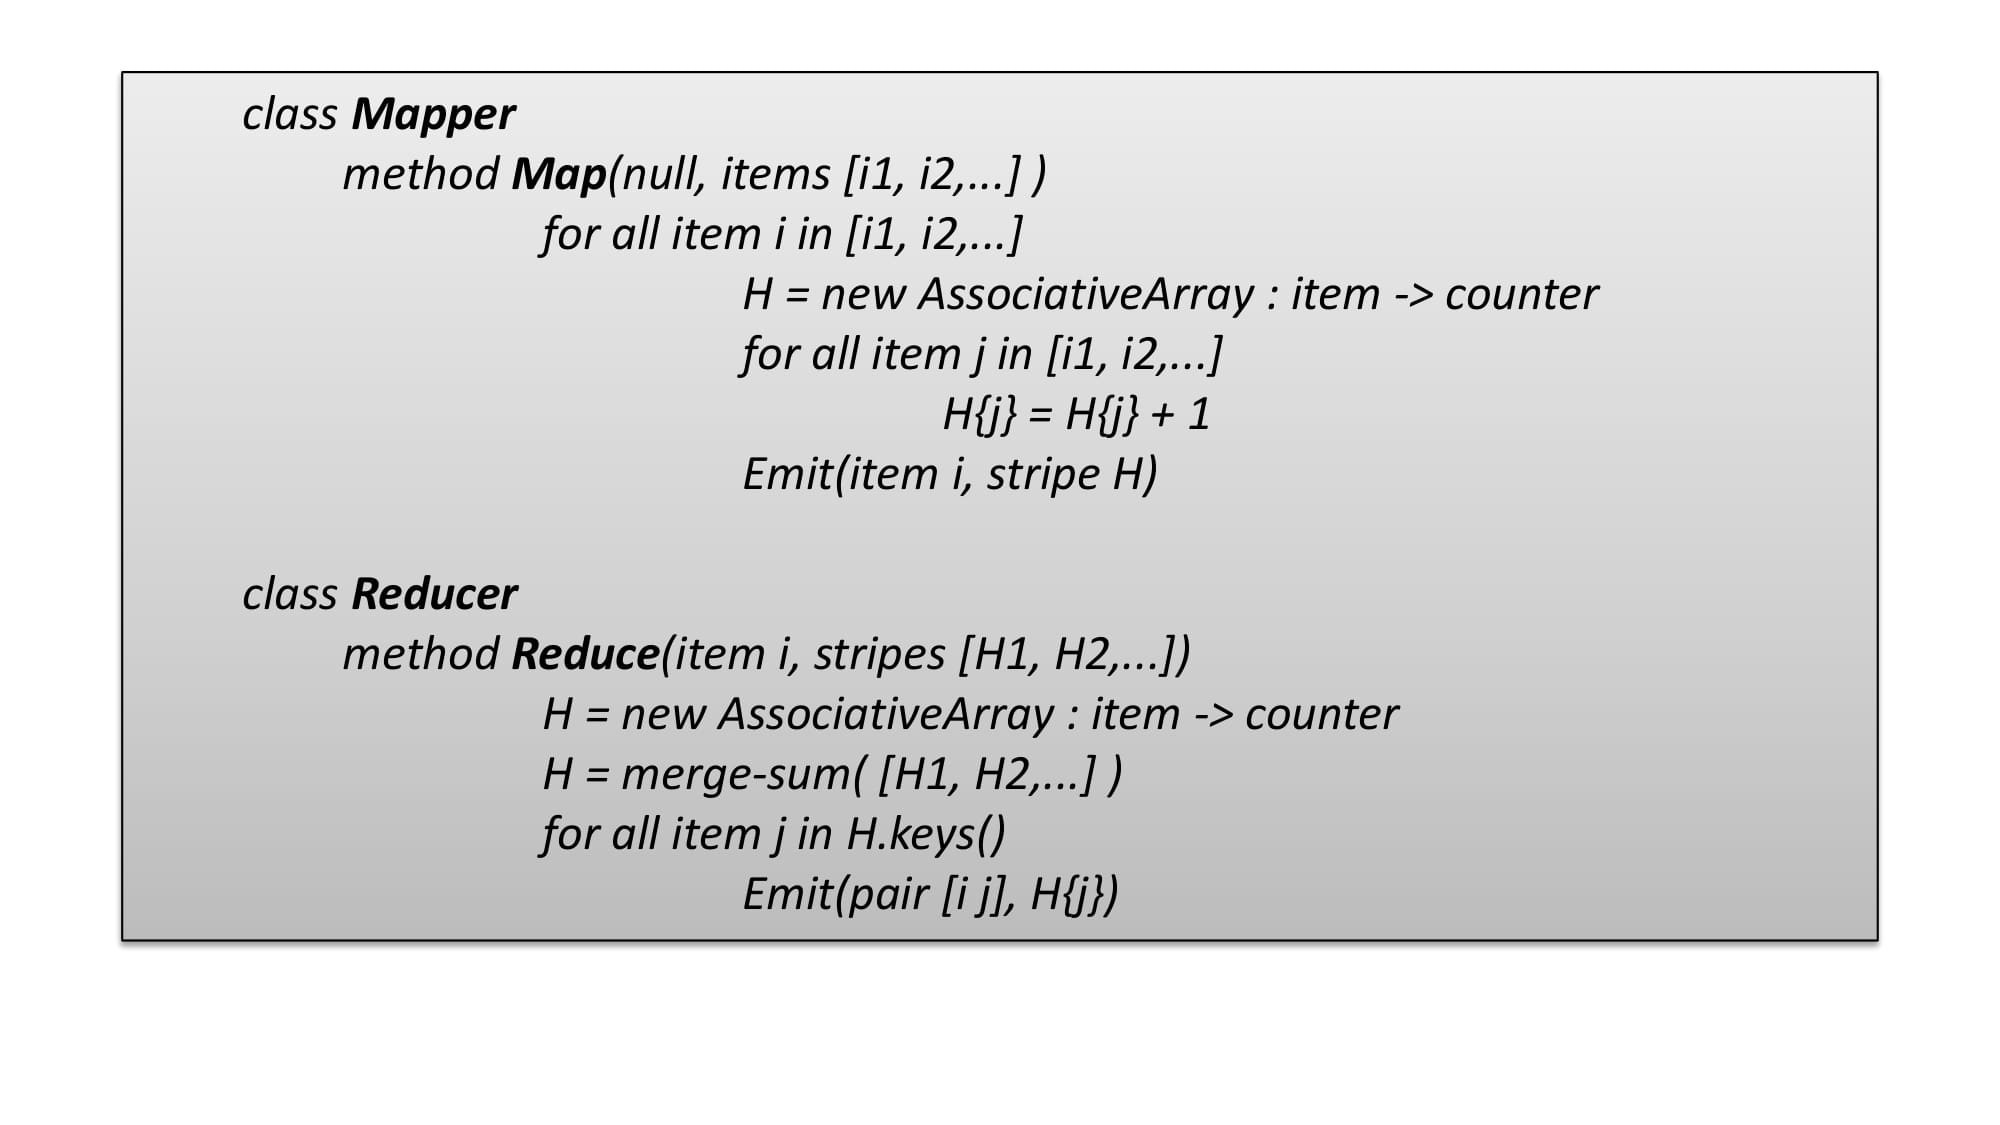 class Mapper
method Map(null, items [i1, i2,...] )
for all item i in [i1, i2,...]
H = new AssociativeArray : item -> counter
for all item j in [i1, i2,...]
H{j} = H{j} + 1
Emit(item i, stripe H)
class Reducer
method Reduce(item i, stripes [H1, H2,...])
H = new AssociativeArray : item -> counter
H = merge-sum( [H1, H2,...] )
for all item j in H.keys()
Emit(pair [i j], H{j})